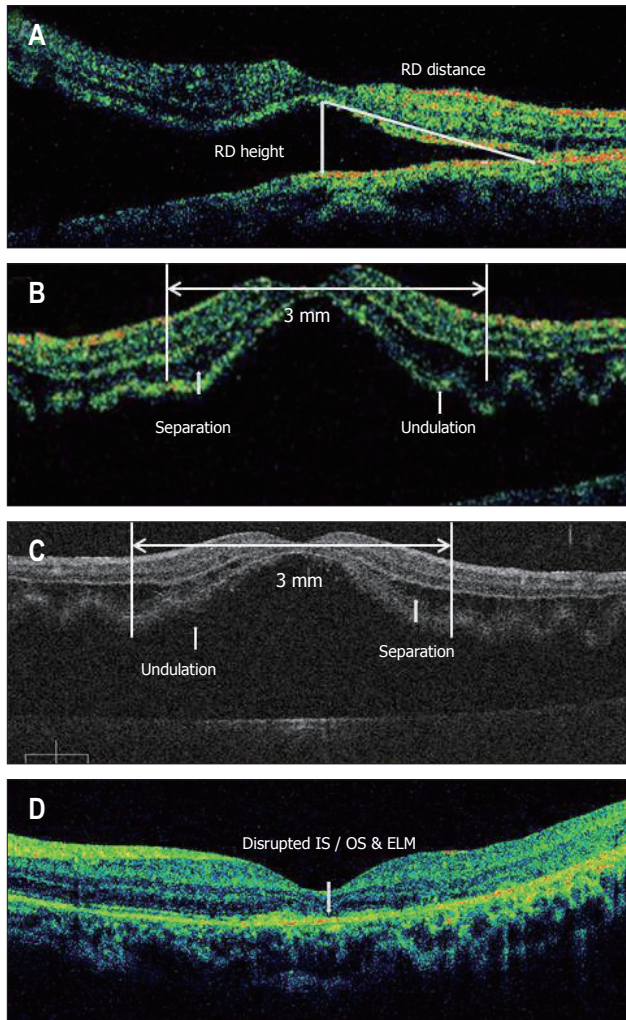 A
RD distance
RD height
B
3 mm
Separation
Undulation
C
3 mm
Undulation
Separation
D
Disrupted IS / OS & ELM